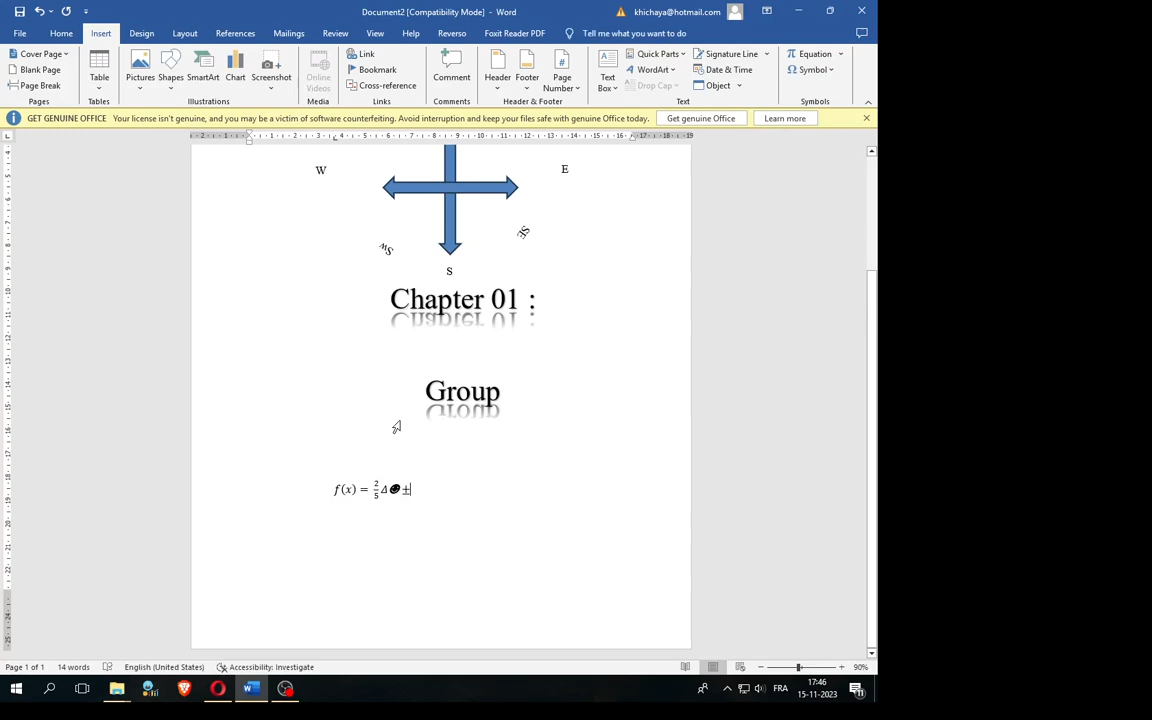 Document2 [Compatibility Mode] - Word
khichaya@hotmail.com
File Home Insert Design Layout References Mailings Review View Help Reverso Foxit Reader PDF Tell me what you want to do
Cover Page
Blank Page
Page Break
Pages
Table
Tables
Pictures
Shapes
SmartArt
Chart
Screenshot
Illustrations
Online Videos
Media
Link
Bookmark
Cross-reference
Links
Comment
Comments
Header
Footer
Page Number
Header & Footer
Text Box
Quick Parts
WordArt
Drop Cap
Signature Line
Date & Time
Object
Text
Equation
Symbol
Symbols
GET GENUINE OFFICE Your license isn't genuine, and you may be a victim of software counterfeiting. Avoid interruption and keep your files safe with genuine Office today. Get genuine Office Learn more
W
E
SW
SE
S
Chapter 01 :
Group
f(x) = 2/5 Δ☻±
Page 1 of 1 14 words English (United States) Accessibility: Investigate 90%
FRA
17:46
15-11-2023